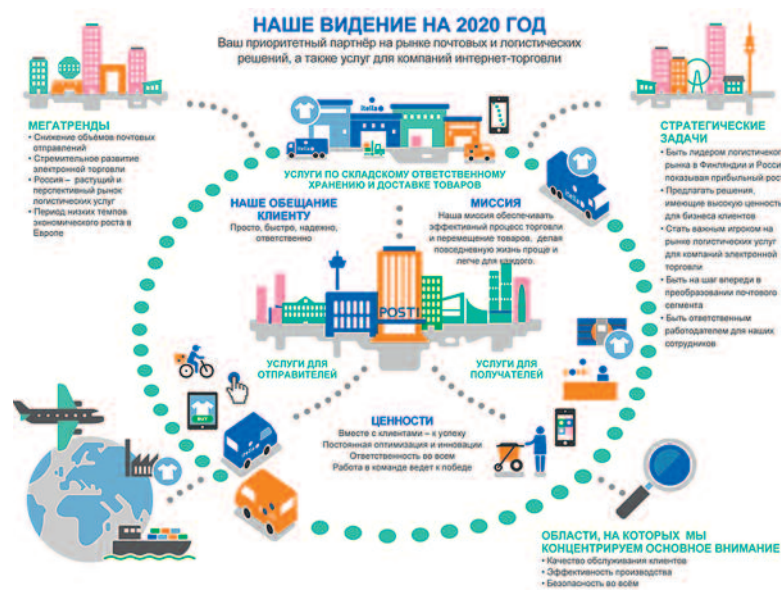 НАШЕ ВИДЕНИЕ НА 2020 ГОД
Ваш приоритетный партнёр на рынке почтовых и логистических
решений, а также услуг для компаний интернет-торговли
МЕГАТРЕНДЫ
• Снижение объёмов почтовых
отправлений
• Стремительное развитие
электронной торговли
• Россия – растущий и
перспективный рынок
логистических услуг
• Период низких темпов
экономического роста в
Европе
itella
УСЛУГИ ПО СКЛАДСКОМУ ОТВЕТСТВЕННОМУ
ХРАНЕНИЮ И ДОСТАВКЕ ТОВАРОВ
СТРАТЕГИЧЕСКИЕ
ЗАДАЧИ
• Быть лидером логистического
рынка в Финляндии и России
показывая прибыльный рост
• Предлагать решения,
имеющие высокую ценность
для бизнеса клиентов
• Стать важным игроком на
рынке логистических услуг
для компаний электронной
торговли
• Быть на шаг впереди в
преобразовании почтового
сегмента
• Быть ответственным
работодателем для наших
сотрудников
НАШЕ ОБЕЩАНИЕ
КЛИЕНТУ
Просто, быстро, надежно,
ответственно
МИССИЯ
Наша миссия обеспечивать
эффективный процесс торговли
и перемещение товаров, делая
повседневную жизнь проще и
легче для каждого.
POSTI
УСЛУГИ ДЛЯ
ОТПРАВИТЕЛЕЙ
УСЛУГИ ДЛЯ
ПОЛУЧАТЕЛЕЙ
BUY
ЦЕННОСТИ
Вместе с клиентами – к успеху
Постоянная оптимизация и инновации
Ответственность во всем
Работа в команде ведет к победе
ОБЛАСТИ, НА КОТОРЫХ МЫ
КОНЦЕНТРИРУЕМ ОСНОВНОЕ ВНИМАНИЕ
• Качество обслуживания клиентов
• Эффективность производства
• Безопасность во всём